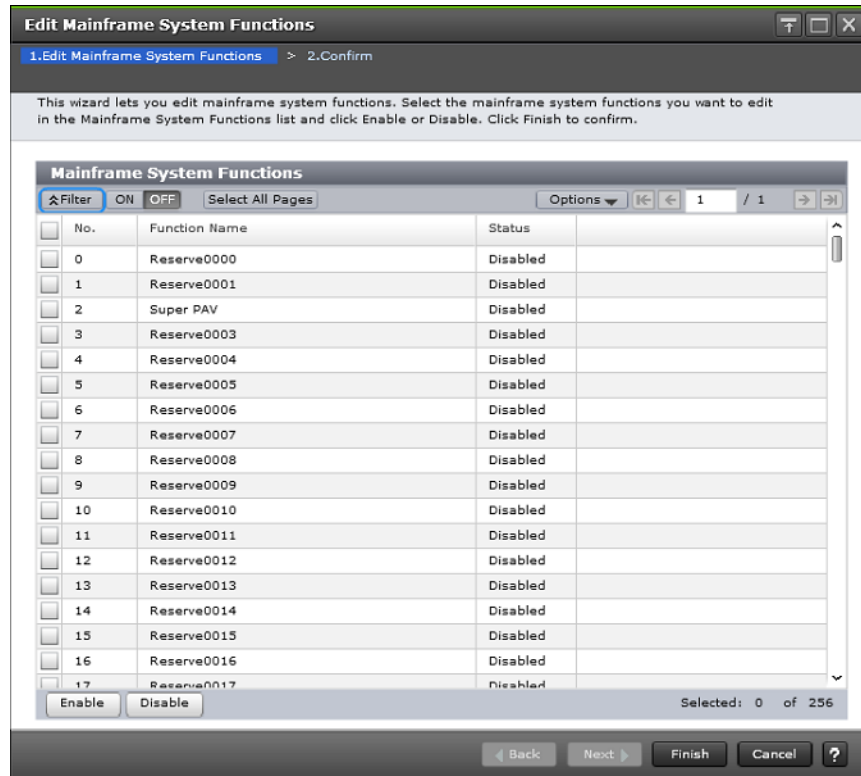 Edit Mainframe System Functions
1.Edit Mainframe System Functions > 2.Confirm
This wizard lets you edit mainframe system functions. Select the mainframe system functions you want to edit
in the Mainframe System Functions list and click Enable or Disable. Click Finish to confirm.
Mainframe System Functions
Filter ON OFF Select All Pages Options 1 / 1
No. Function Name Status
0 Reserve0000 Disabled
1 Reserve0001 Disabled
2 Super PAV Disabled
3 Reserve0003 Disabled
4 Reserve0004 Disabled
5 Reserve0005 Disabled
6 Reserve0006 Disabled
7 Reserve0007 Disabled
8 Reserve0008 Disabled
9 Reserve0009 Disabled
10 Reserve0010 Disabled
11 Reserve0011 Disabled
12 Reserve0012 Disabled
13 Reserve0013 Disabled
14 Reserve0014 Disabled
15 Reserve0015 Disabled
16 Reserve0016 Disabled
17 Reserve0017 Disabled
Enable Disable Selected: 0 of 256
Back Next Finish Cancel ?